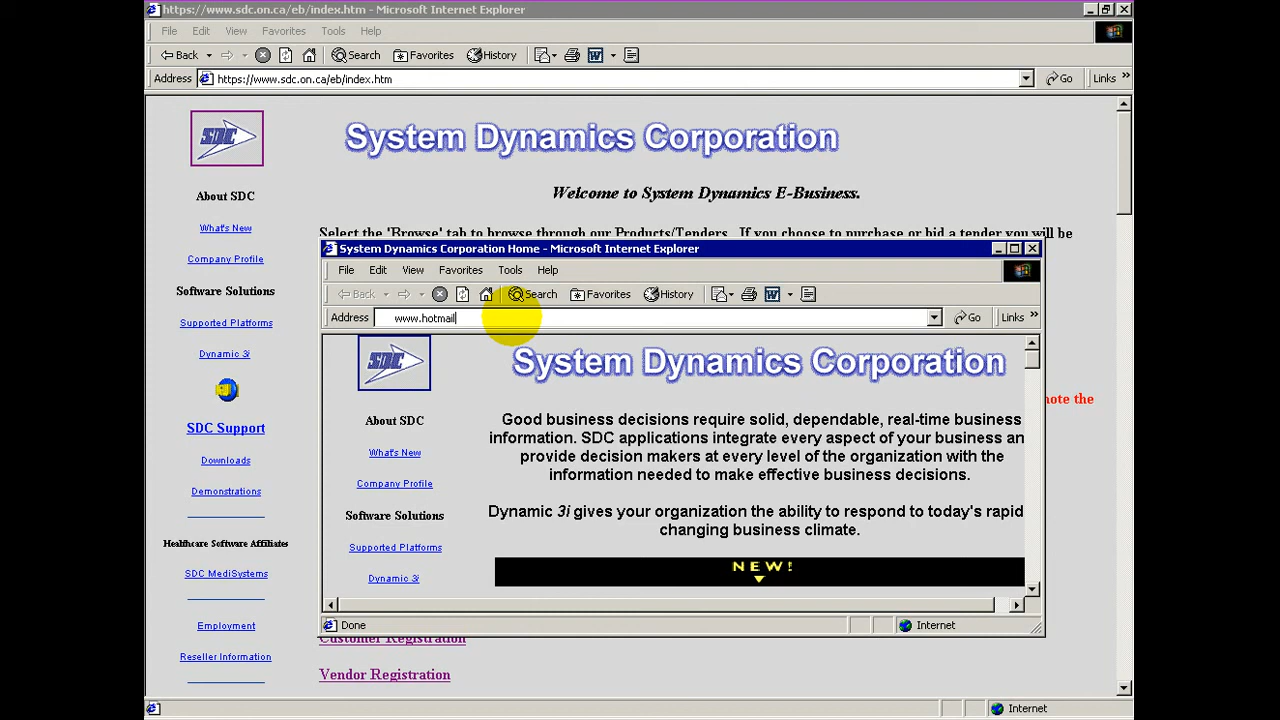 https://www.sdc.on.ca/eb/index.htm - Microsoft Internet Explorer
File Edit View Favorites Tools Help
Back Search Favorites History
Address https://www.sdc.on.ca/eb/index.htm Go Links »
SDC
System Dynamics Corporation
About SDC
What's New
Company Profile
Software Solutions
Supported Platforms
Dynamic 3i
SDC Support
Downloads
Demonstrations
Healthcare Software Affiliates
SDC MediSystems
Employment
Reseller Information
Welcome to System Dynamics E-Business.
Select the 'Browse' tab to browse through our Products/Tenders. If you choose to purchase or bid a tender you will be
note the
System Dynamics Corporation Home - Microsoft Internet Explorer
File Edit View Favorites Tools Help
Back Search Favorites History
Address www.hotmail Go Links »
SDC
System Dynamics Corporation
About SDC
What's New
Company Profile
Software Solutions
Supported Platforms
Dynamic 3i
Good business decisions require solid, dependable, real-time business
information. SDC applications integrate every aspect of your business an
provide decision makers at every level of the organization with the
information needed to make effective business decisions.
Dynamic 3i gives your organization the ability to respond to today's rapid
changing business climate.
NEW!
Done Internet
Customer Registration
Vendor Registration
Internet